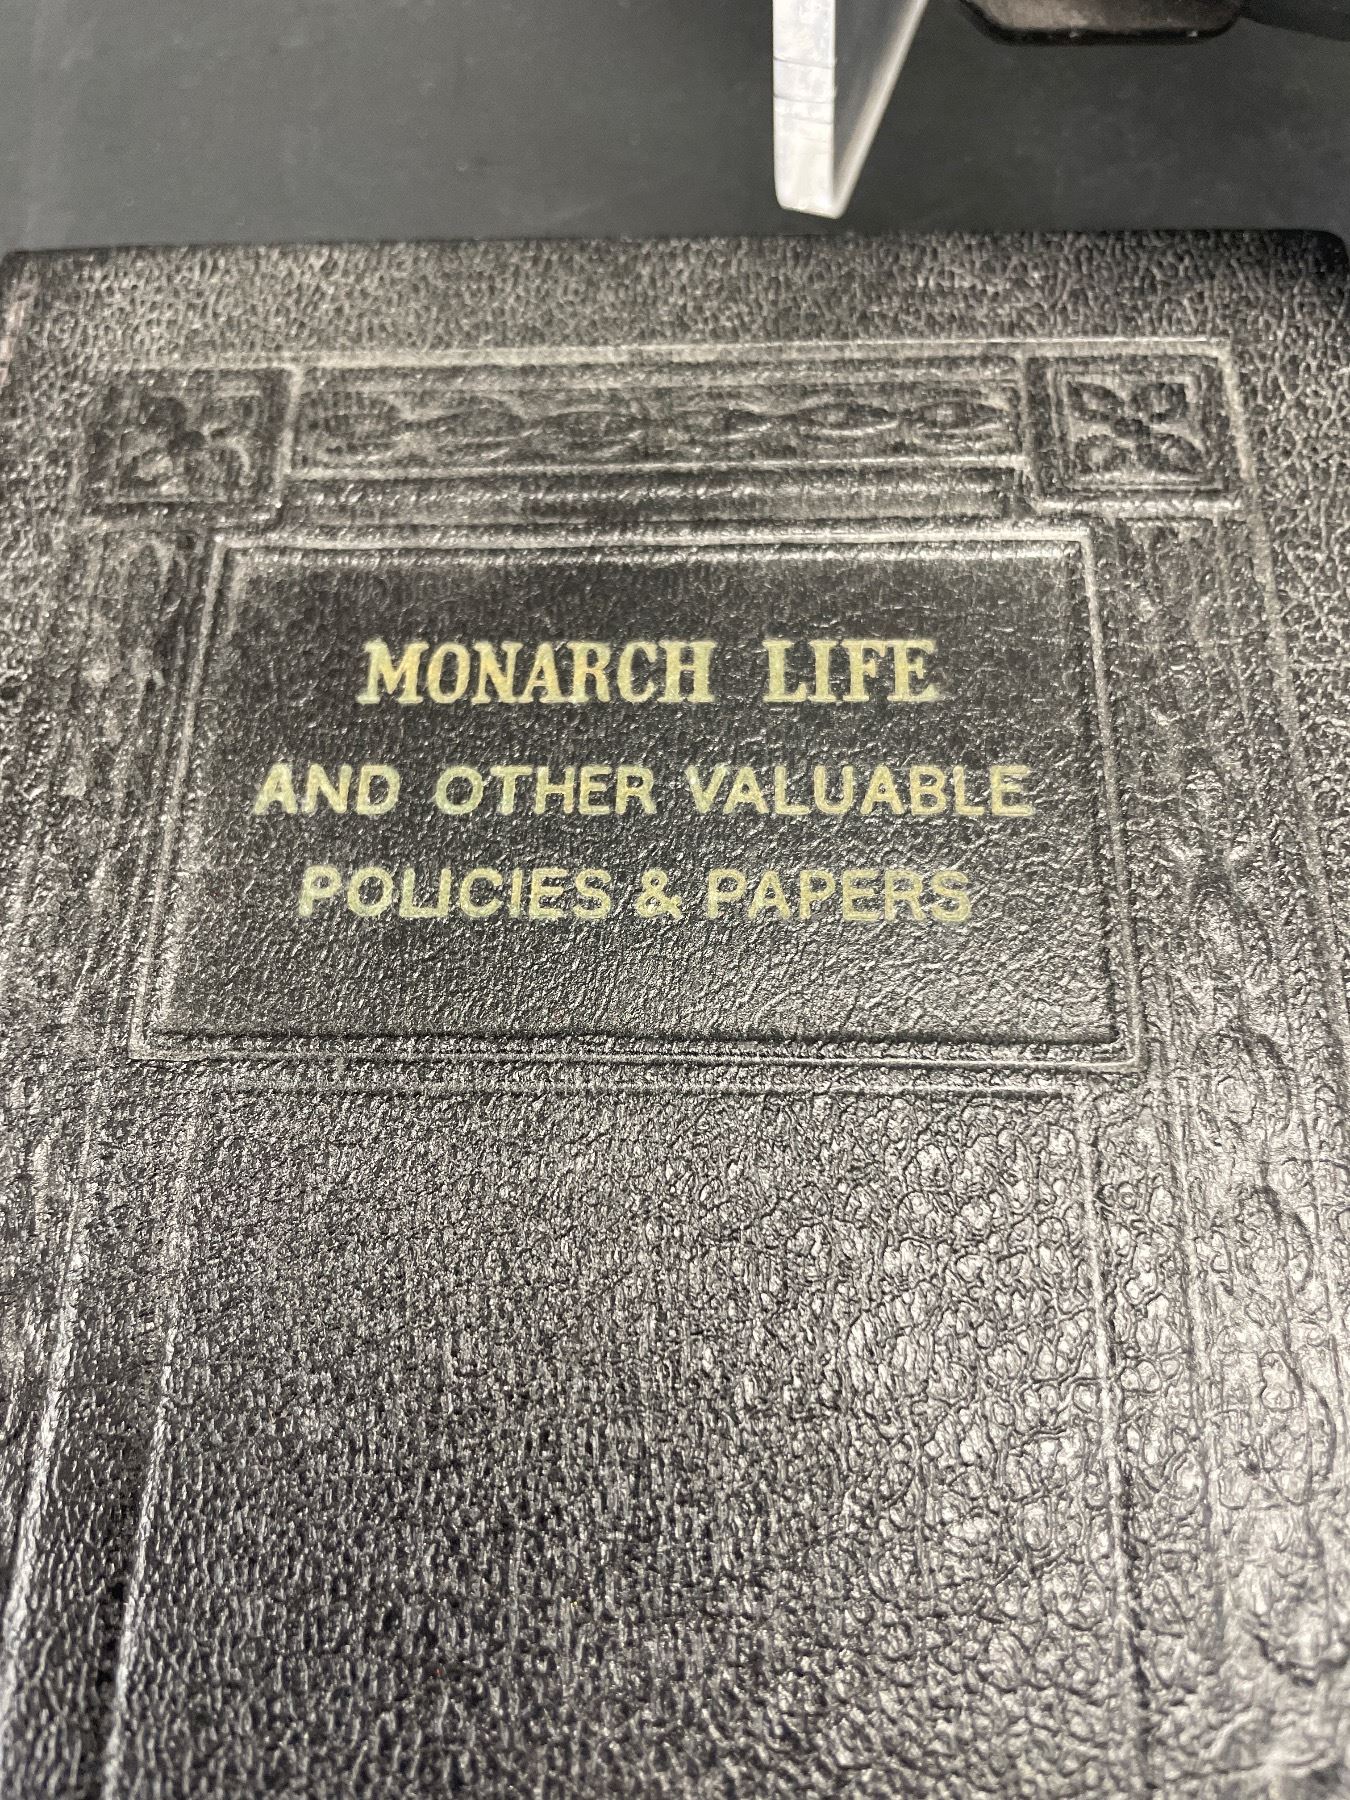 MONARCH LIFE
AND OTHER VALUABLE
POLICIES & PAPERS